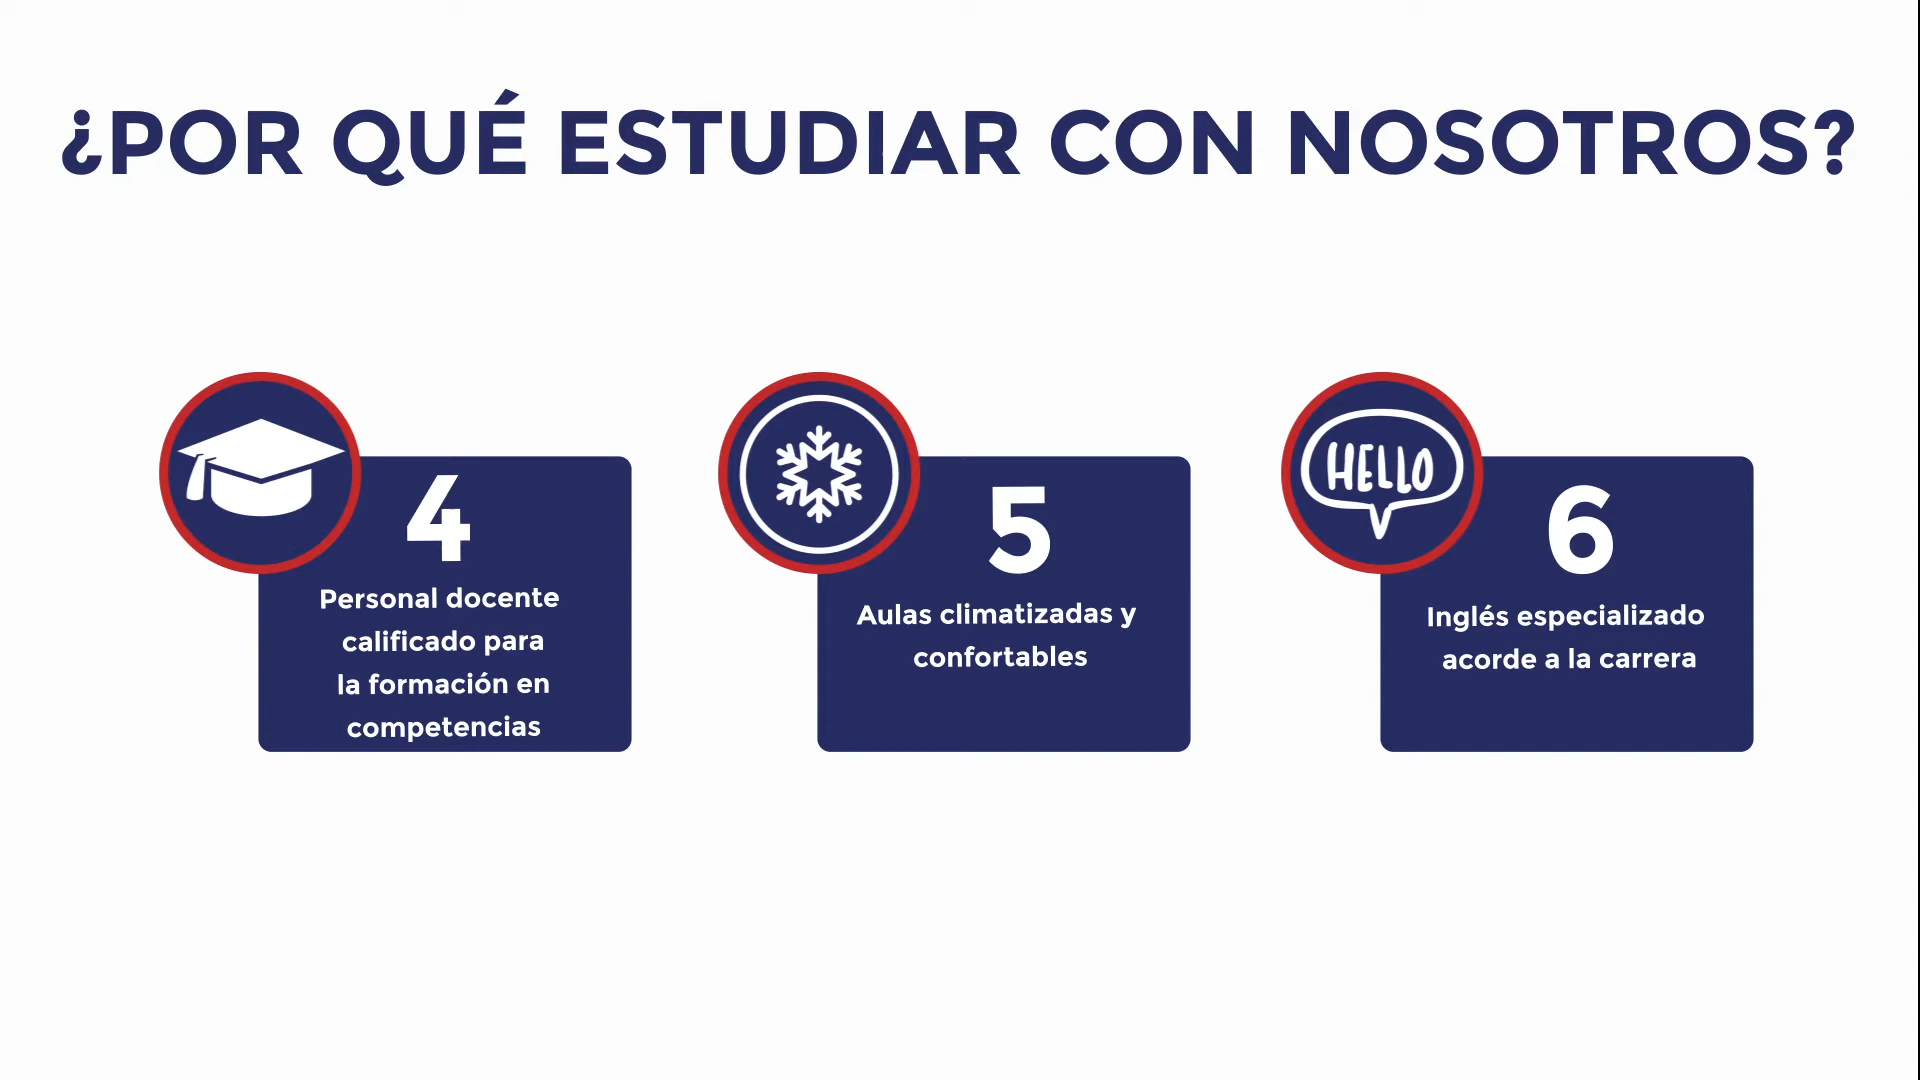 ¿POR QUÉ ESTUDIAR CON NOSOTROS?
4
Personal docente
calificado para
la formación en
competencias
5
Aulas climatizadas y
confortables
HELLO
6
Inglés especializado
acorde a la carrera